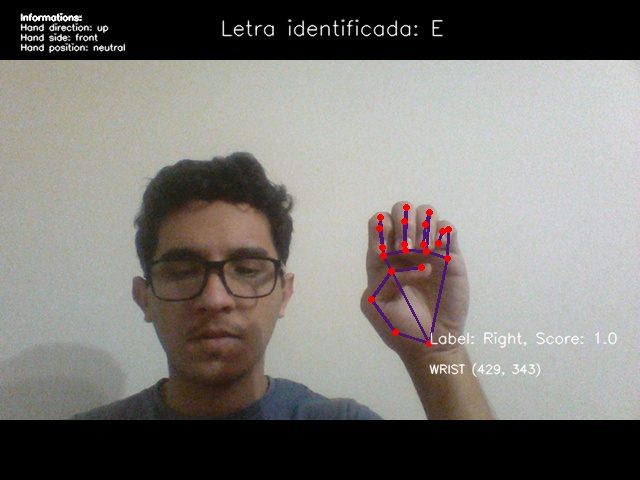 Informations:
Hand direction: up
Hand side: front
Hand position: neutral
Letra identificada: E
Label: Right, Score: 1.0
WRIST (429, 343)